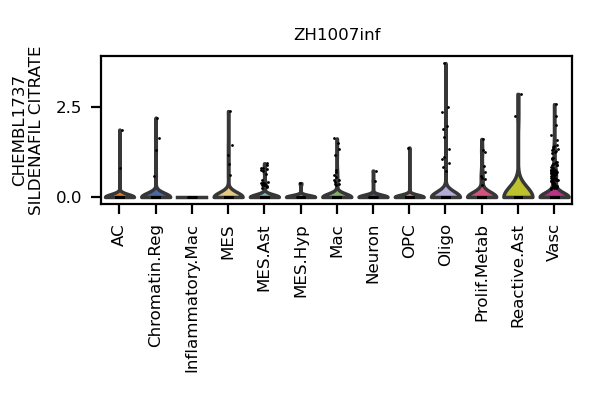 ZH1007inf
CHEMBL1737
SILDENAFIL CITRATE
2.5
0.0
AC
Chromatin.Reg
Inflammatory.Mac
MES
MES.Ast
MES.Hyp
Mac
Neuron
OPC
Oligo
Prolif.Metab
Reactive.Ast
Vasc